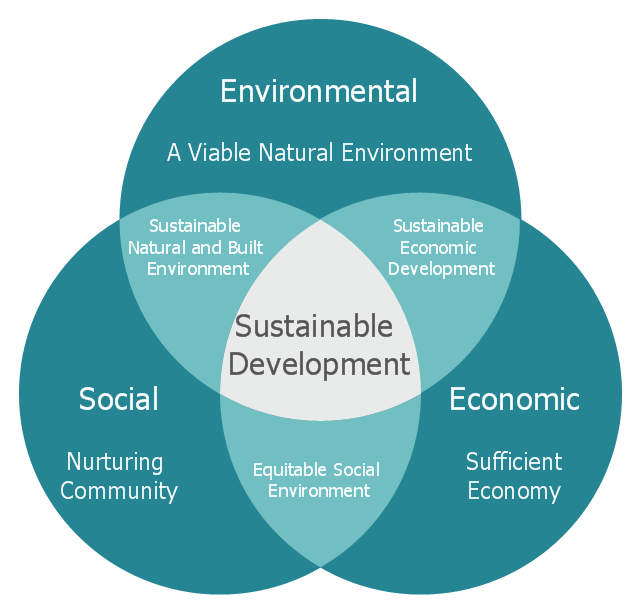 Environmental
A Viable Natural Environment
Sustainable
Natural and Built
Environment
Sustainable
Economic
Development
Sustainable
Development
Social
Nurturing
Community
Economic
Sufficient
Economy
Equitable Social
Environment